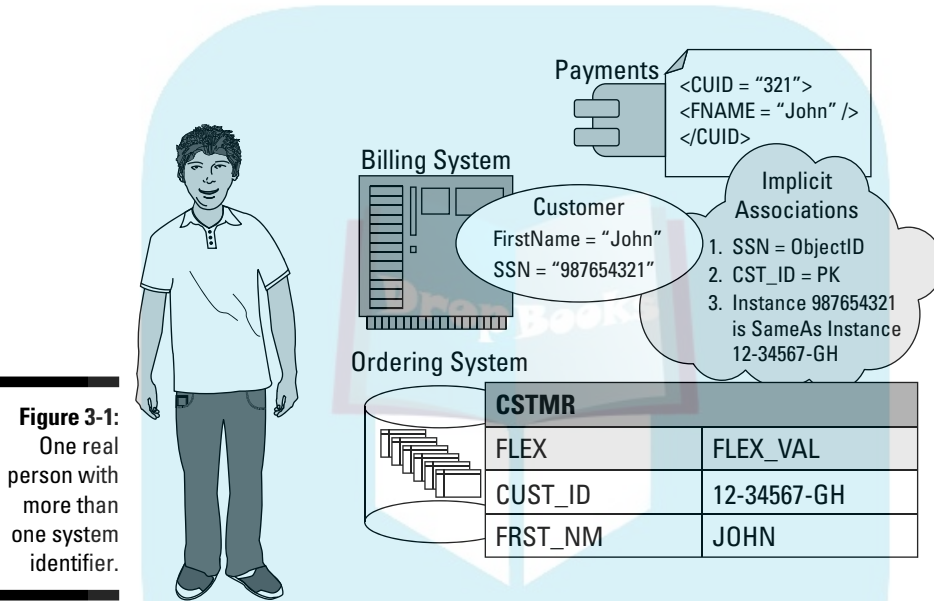 Payments
<CUID = “321”>
<FNAME = “John” />
</CUID>
Billing System
Customer
FirstName = “John”
SSN = “987654321”
Implicit
Associations
1. SSN = ObjectID
2. CST_ID = PK
3. Instance 987654321
is SameAs Instance
12-34567-GH
DropBooks
Ordering System
CSTMR
FLEX FLEX_VAL
CUST_ID 12-34567-GH
FRST_NM JOHN
Figure 3-1:
One real
person with
more than
one system
identifier.